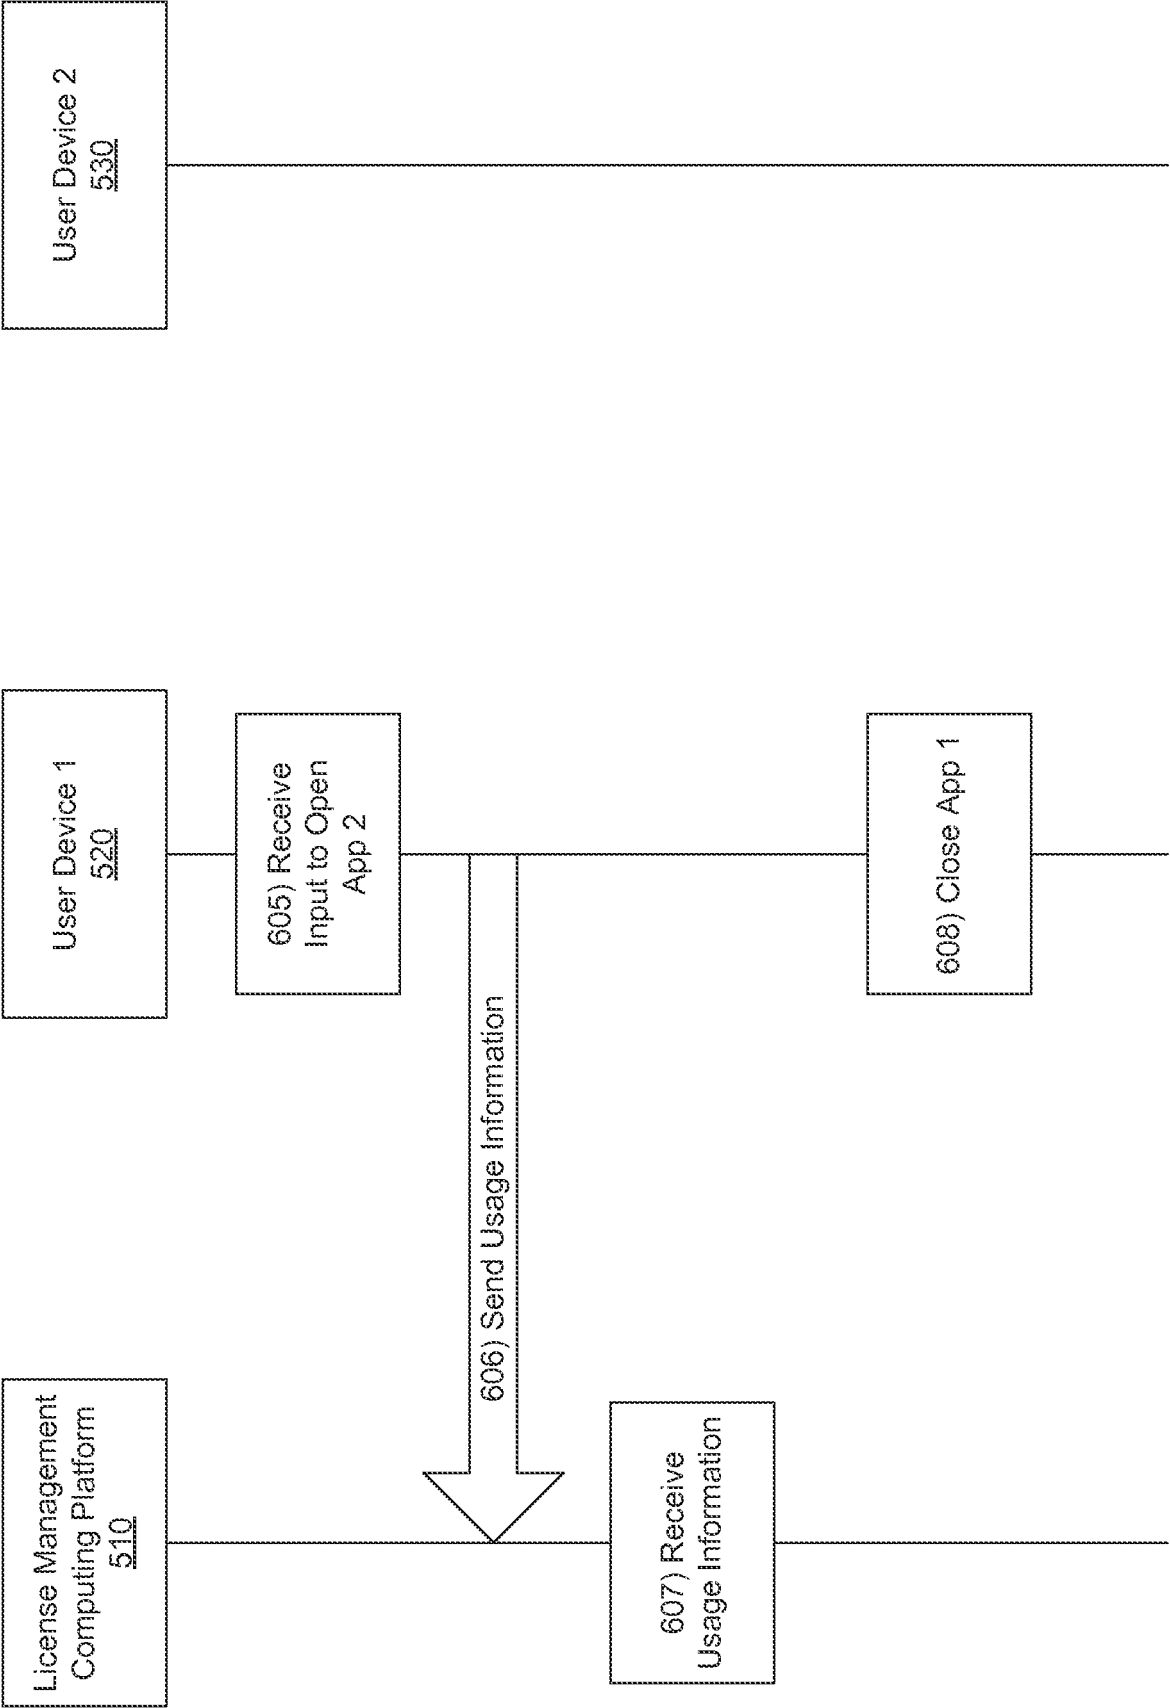 License Management
Computing Platform
510
User Device 1
520
User Device 2
530
605) Receive
Input to Open
App 2
606) Send Usage Information
607) Receive
Usage Information
608) Close App 1